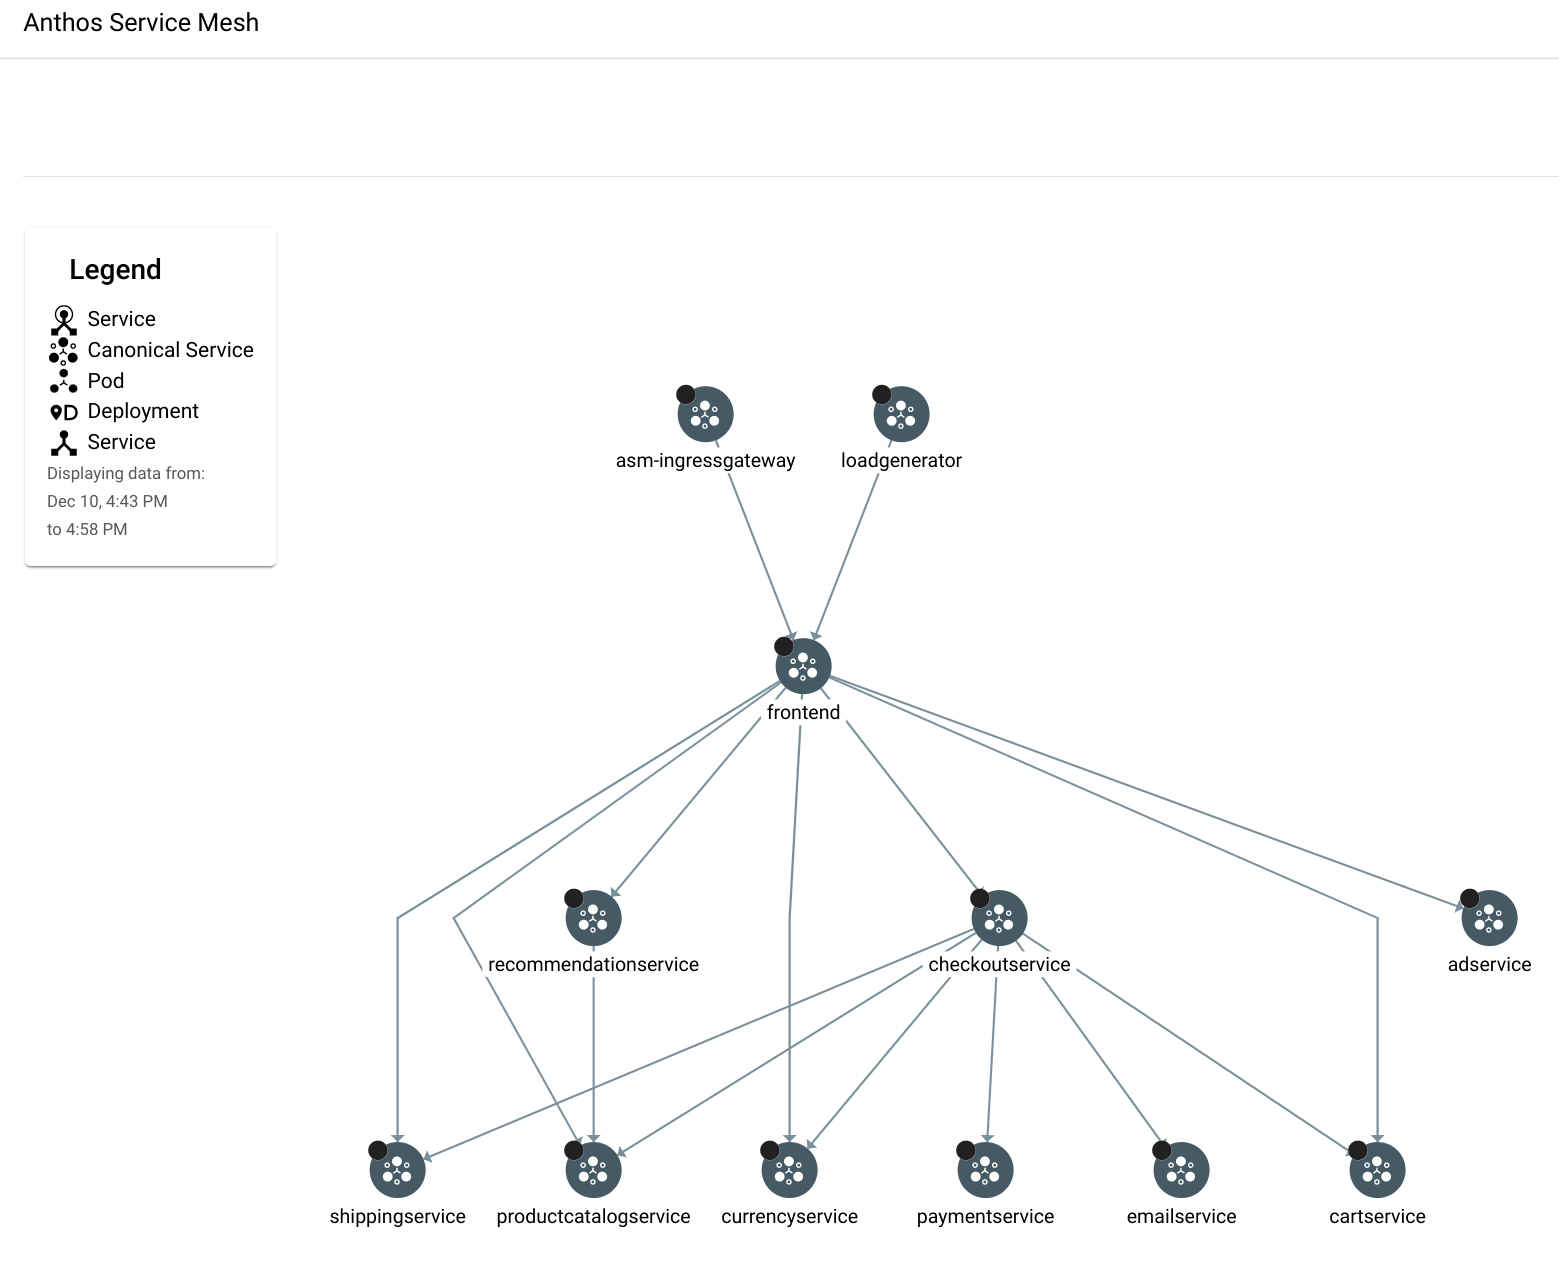 Anthos Service Mesh
Legend
Service
Canonical Service
Pod
Deployment
Service
Displaying data from:
Dec 10, 4:43 PM
to 4:58 PM
asm-ingressgateway
loadgenerator
frontend
recommendationservice
checkoutservice
adservice
shippingservice
productcatalogservice
currencyservice
paymentservice
emailservice
cartservice